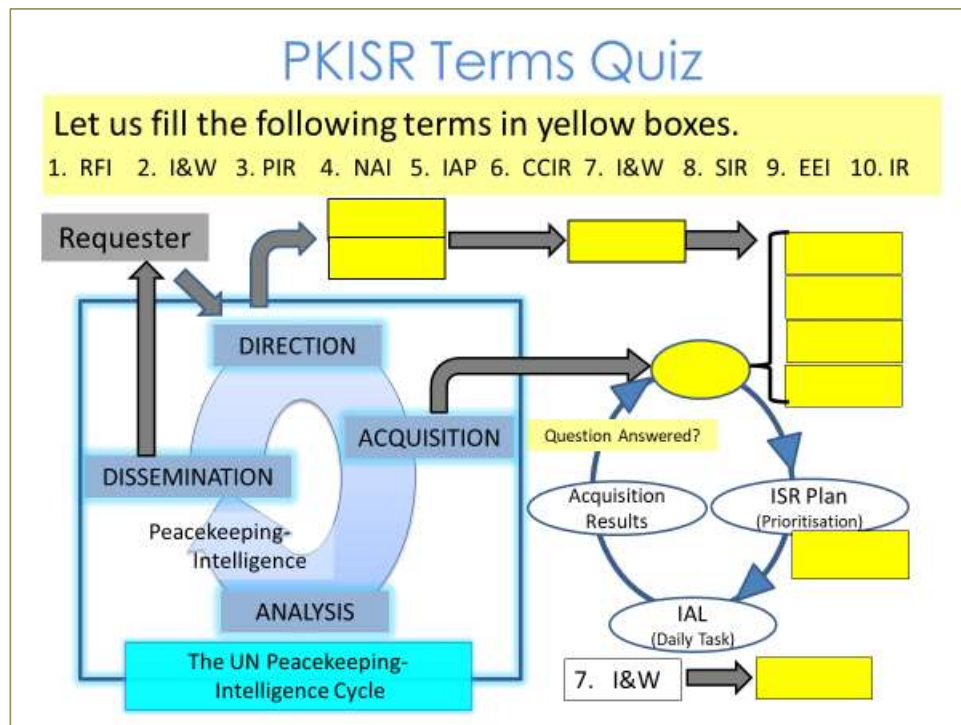 PKISR Terms Quiz
Let us fill the following terms in yellow boxes.
1. RFI 2. I&W 3. PIR 4. NAI 5. IAP 6. CCIR 7. I&W 8. SIR 9. EEI 10. IR
Requester
DIRECTION
ACQUISITION
Question Answered?
DISSEMINATION
Acquisition
Results
ISR Plan
(Prioritisation)
Peacekeeping-
Intelligence
ANALYSIS
IAL
(Daily Task)
The UN Peacekeeping-
Intelligence Cycle
7. I&W